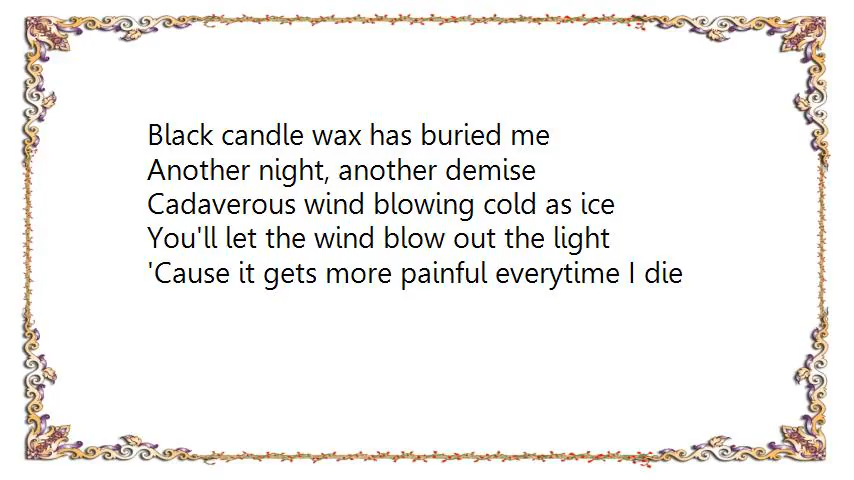 Black candle wax has buried me
Another night, another demise
Cadaverous wind blowing cold as ice
You'll let the wind blow out the light
'Cause it gets more painful everytime I die